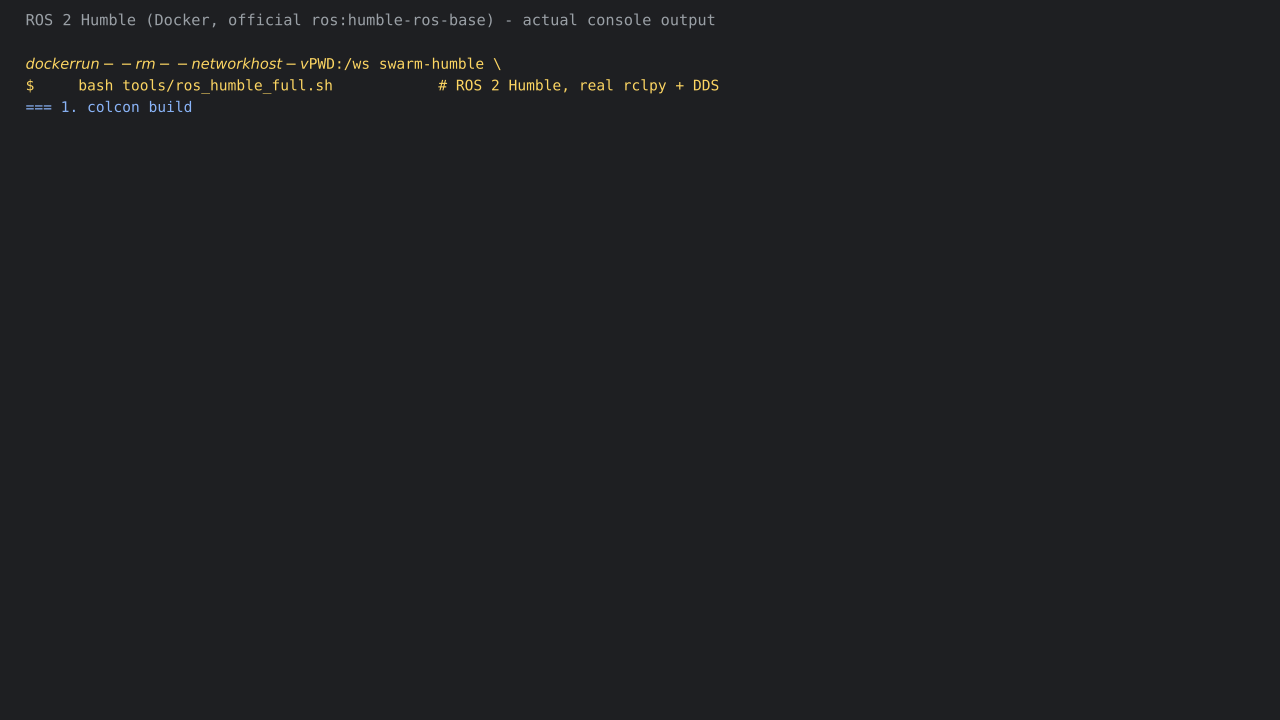 ROS 2 Humble (Docker, official ros:humble-ros-base) - actual console output
dockerrun--rm--networkhost-vPWD:/ws swarm-humble \
$     bash tools/ros_humble_full.sh            # ROS 2 Humble, real rclpy + DDS
=== 1. colcon build